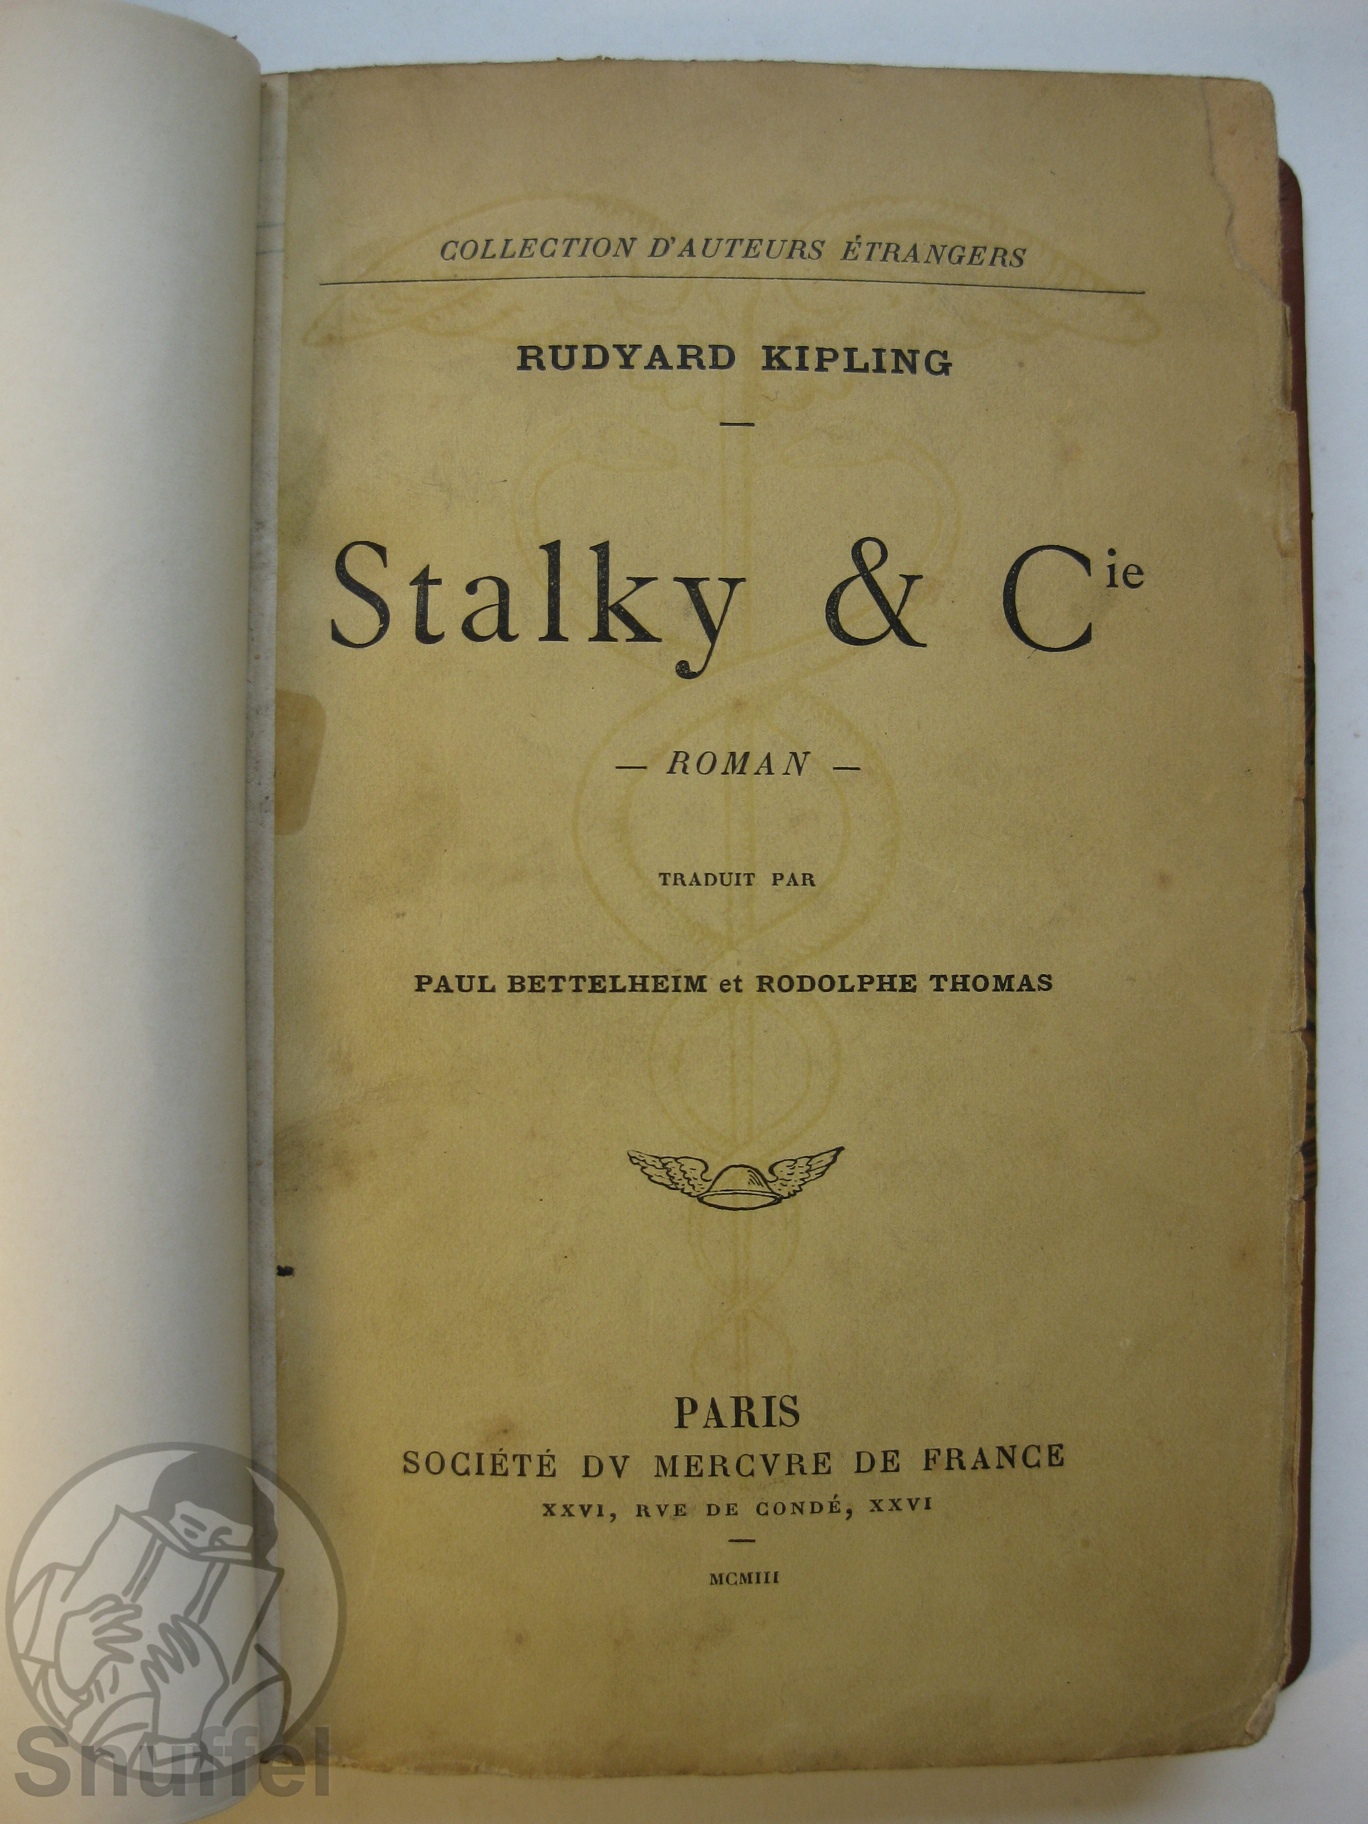 COLLECTION D'AUTEURS ÉTRANGERS
RUDYARD KIPLING
—
Stalky & Cie
— ROMAN —
TRADUIT PAR
PAUL BETTELHEIM et RODOLPHE THOMAS
PARIS
SOCIÉTÉ DV MERCVRE DE FRANCE
XXVI, RVE DE CONDÉ, XXVI
—
MCMIII
Snuffel